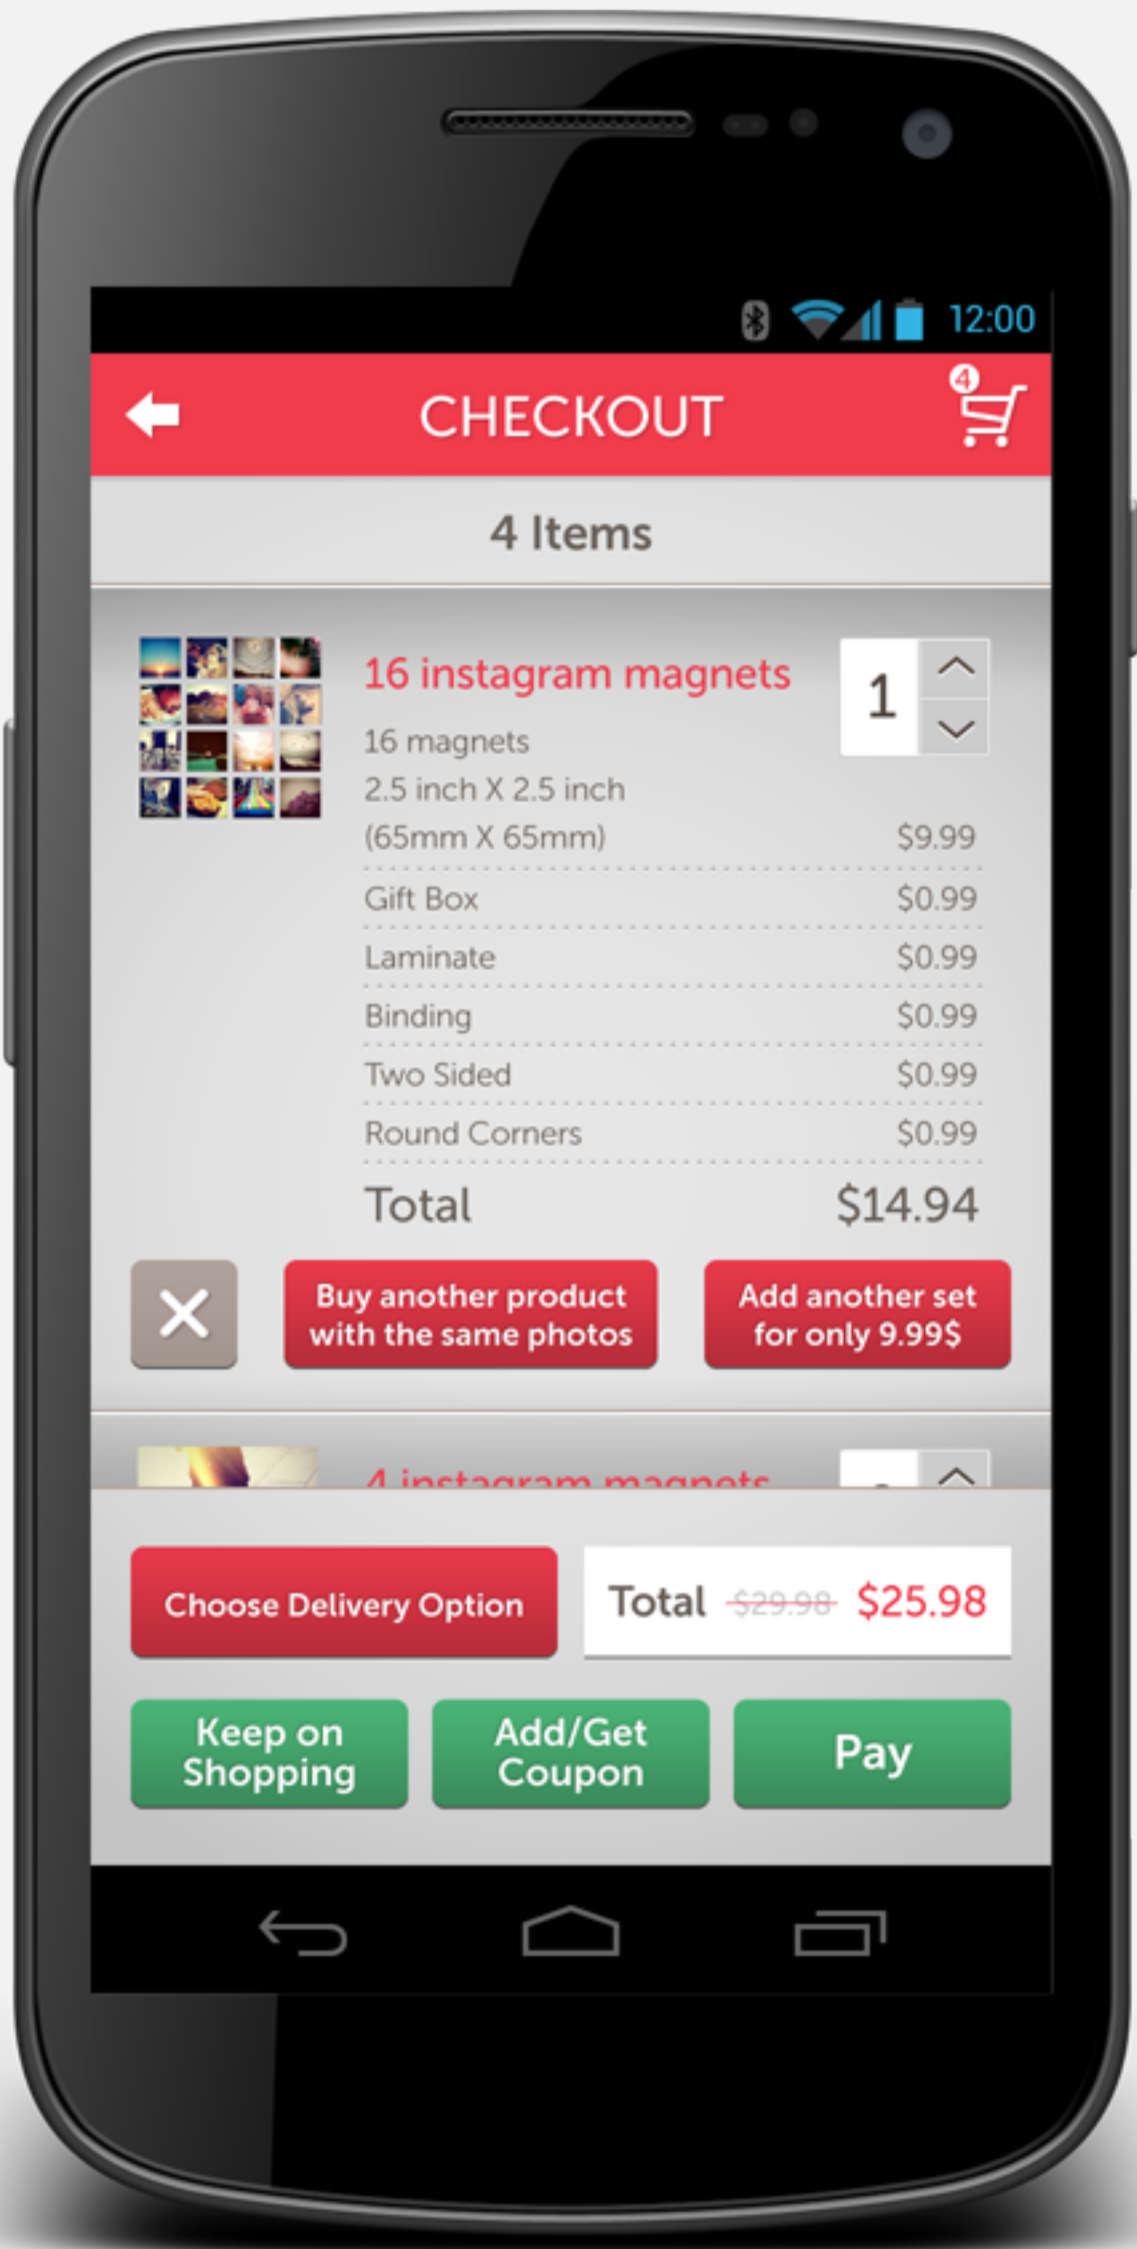 12:00
4
CHECKOUT
4 Items
16 instagram magnets
1
16 magnets
2.5 inch X 2.5 inch
(65mm X 65mm) $9.99
Gift Box $0.99
Laminate $0.99
Binding $0.99
Two Sided $0.99
Round Corners $0.99
Total $14.94
Buy another product
with the same photos
Add another set
for only 9.99$
4 instagram magnets
Choose Delivery Option
Total $29.98 $25.98
Keep on
Shopping
Add/Get
Coupon
Pay